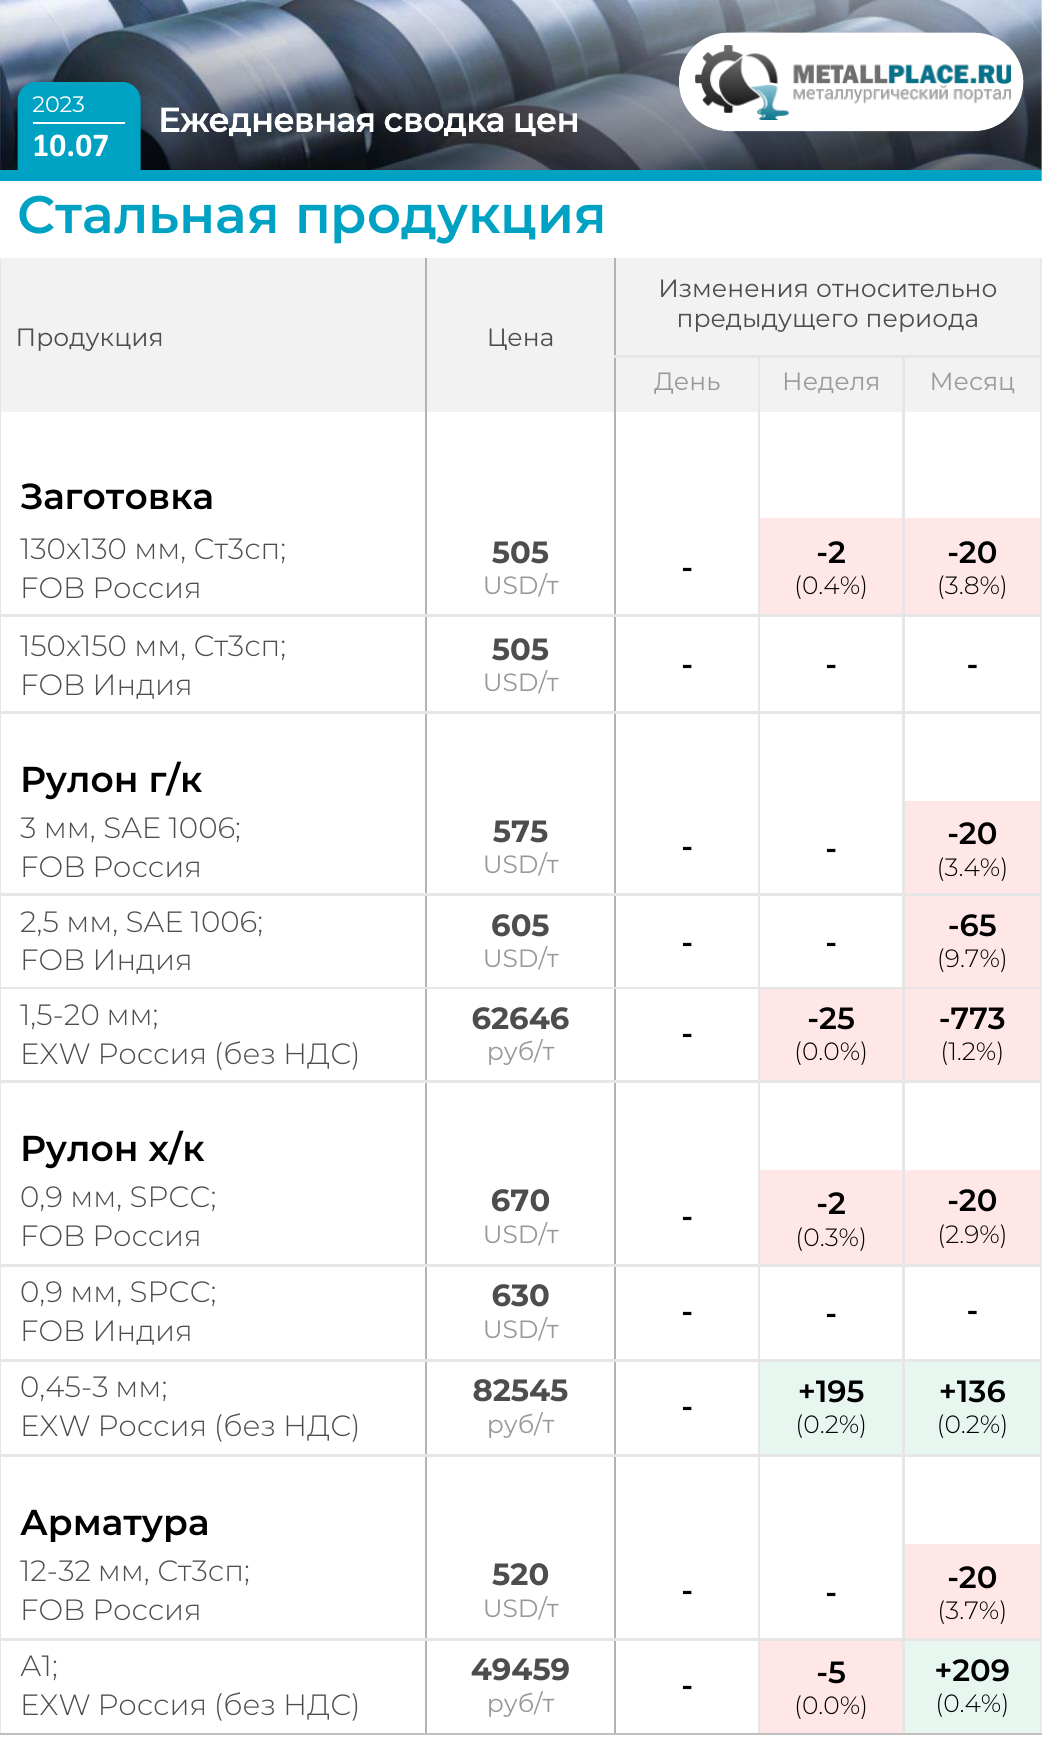 2023
10.07
Ежедневная сводка цен
METALLPLACE.RU
металлургический портал
Стальная продукция
Продукция
Цена
Изменения относительно
предыдущего периода
День Неделя Месяц
Заготовка
130x130 мм, Ст3сп;
FOB Россия
505
USD/т
-
-2
(0.4%)
-20
(3.8%)
150x150 мм, Ст3сп;
FOB Индия
505
USD/т
-
-
-
Рулон г/к
3 мм, SAE 1006;
FOB Россия
575
USD/т
-
-
-20
(3.4%)
2,5 мм, SAE 1006;
FOB Индия
605
USD/т
-
-
-65
(9.7%)
1,5-20 мм;
EXW Россия (без НДС)
62646
руб/т
-
-25
(0.0%)
-773
(1.2%)
Рулон х/к
0,9 мм, SPCC;
FOB Россия
670
USD/т
-
-2
(0.3%)
-20
(2.9%)
0,9 мм, SPCC;
FOB Индия
630
USD/т
-
-
-
0,45-3 мм;
EXW Россия (без НДС)
82545
руб/т
-
+195
(0.2%)
+136
(0.2%)
Арматура
12-32 мм, Ст3сп;
FOB Россия
520
USD/т
-
-
-20
(3.7%)
А1;
EXW Россия (без НДС)
49459
руб/т
-
-5
(0.0%)
+209
(0.4%)